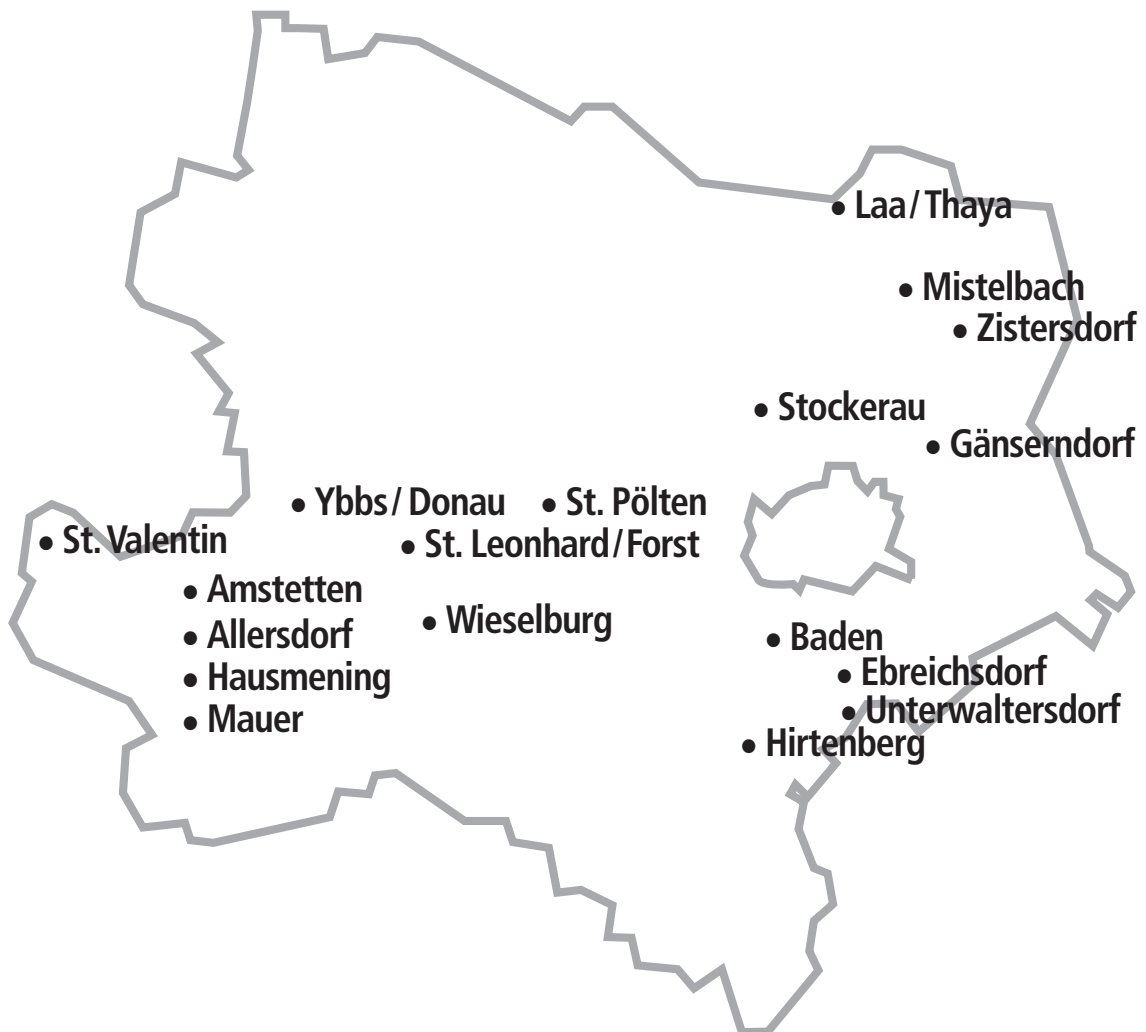 Laa / Thaya
Mistelbach
Zistersdorf
Stockerau
Gänserndorf
Ybbs / Donau
St. Pölten
St. Valentin
St. Leonhard / Forst
Amstetten
Wieselburg
Allersdorf
Baden
Hausmening
Ebreichsdorf
Mauer
Unterwaltersdorf
Hirtenberg